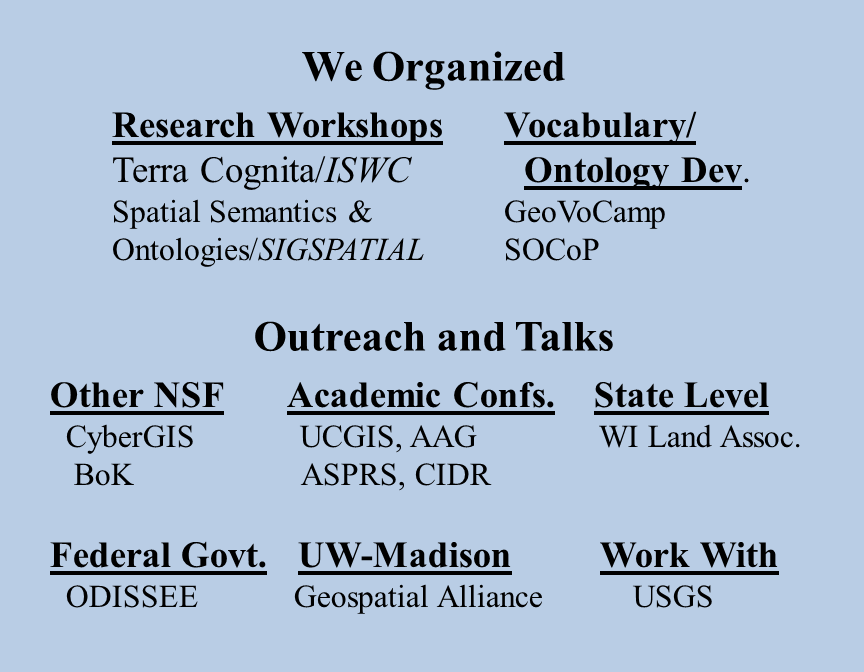 We Organized
Research Workshops
Terra Cognita/ISWC
Spatial Semantics &
Ontologies/SIGSPATIAL
Vocabulary/
Ontology Dev.
GeoVoCamp
SOCoP
Outreach and Talks
Other NSF
CyberGIS
BoK
Academic Confs.
UCGIS, AAG
ASPRS, CIDR
State Level
WI Land Assoc.
Federal Govt.
ODISSEE
UW-Madison
Geospatial Alliance
Work With
USGS